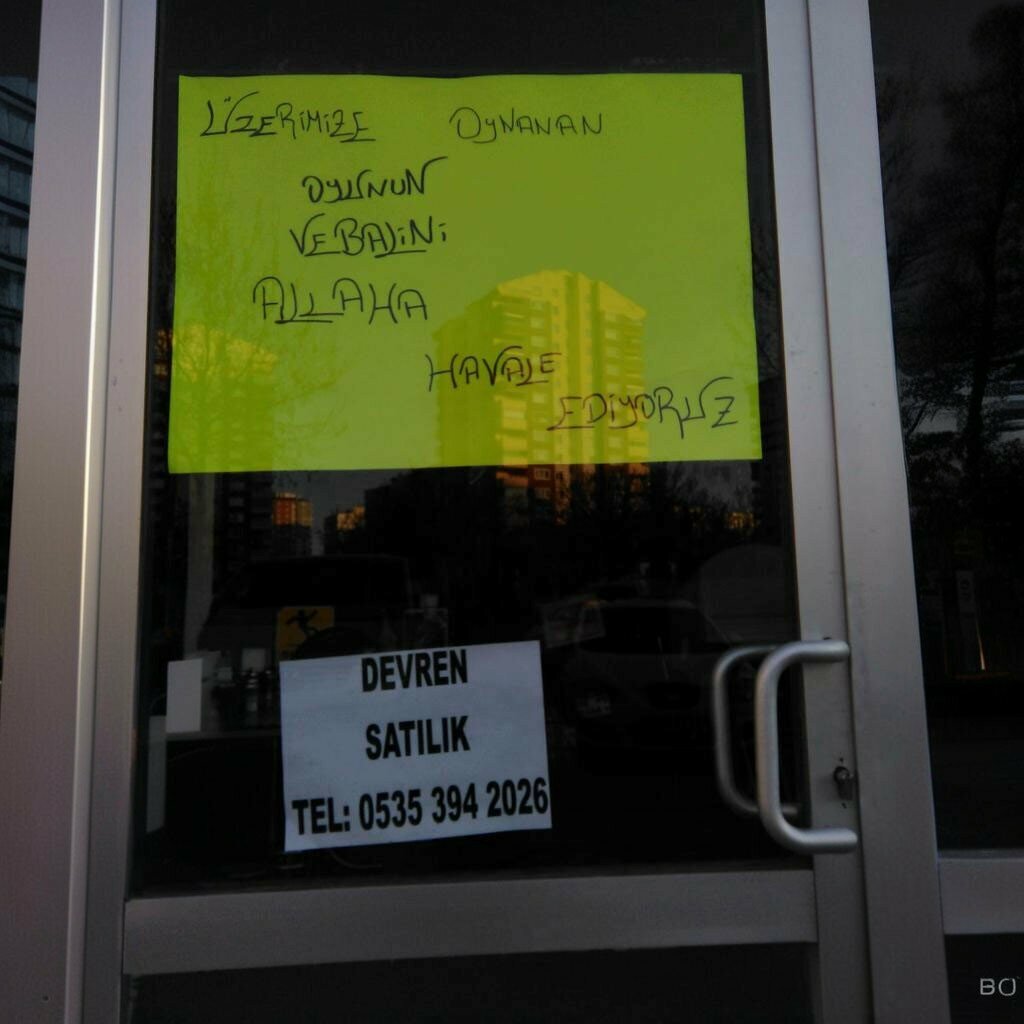 ÜZERİMİZE OYNANAN
OYUNUN
VEBALİNİ
ALLAHA
HAVALE
EDİYORUZ
DEVREN
SATILIK
TEL: 0535 394 2026